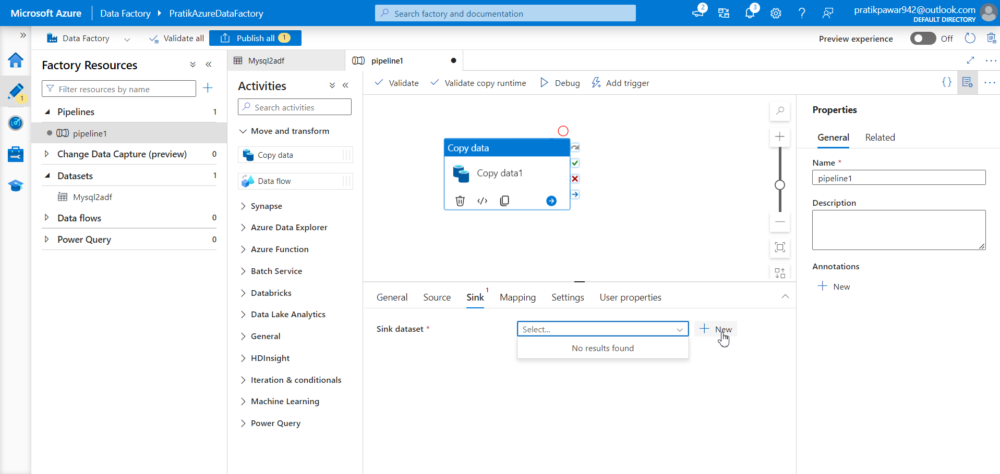 Microsoft Azure
Data Factory
PratikAzureDataFactory
Search factory and documentation
2
3
pratikpawar942@outlook.com
DEFAULT DIRECTORY
Data Factory
Validate all
Publish all 1
Preview experience
Off
1
Factory Resources
Filter resources by name
Pipelines 1
pipeline1
Change Data Capture (preview) 0
Datasets 1
Mysql2adf
Data flows 0
Power Query 0
Mysql2adf
pipeline1
Activities
Search activities
Move and transform
Copy data
Data flow
Synapse
Azure Data Explorer
Azure Function
Batch Service
Databricks
Data Lake Analytics
General
HDInsight
Iteration & conditionals
Machine Learning
Power Query
Validate
Validate copy runtime
Debug
Add trigger
Copy data
Copy data1
General
Source
Sink 1
Mapping
Settings
User properties
Sink dataset *
Select...
New
No results found
Properties
General
Related
Name *
pipeline1
Description
Annotations
New